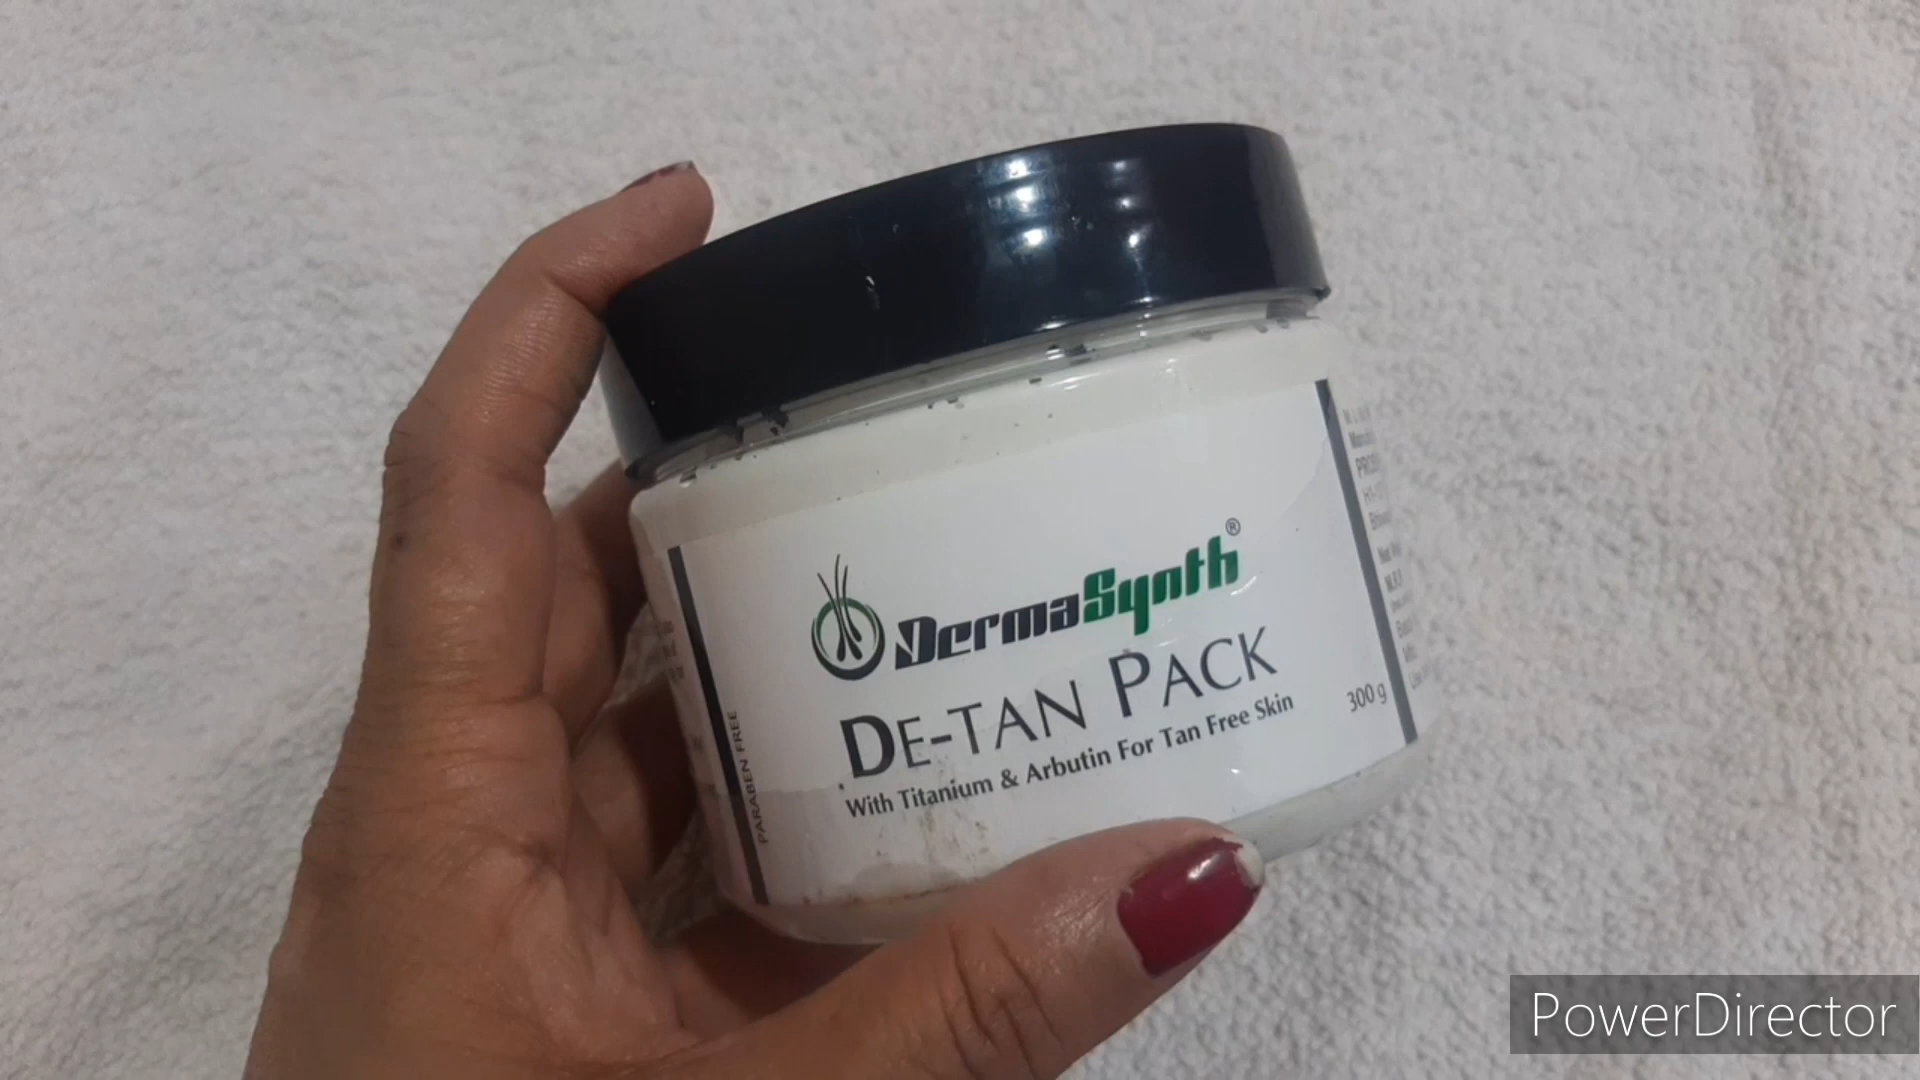 DermaSynth®
DE-TAN PACK
With Titanium & Arbutin For Tan Free Skin
300 g
PARABEN FREE
PowerDirector